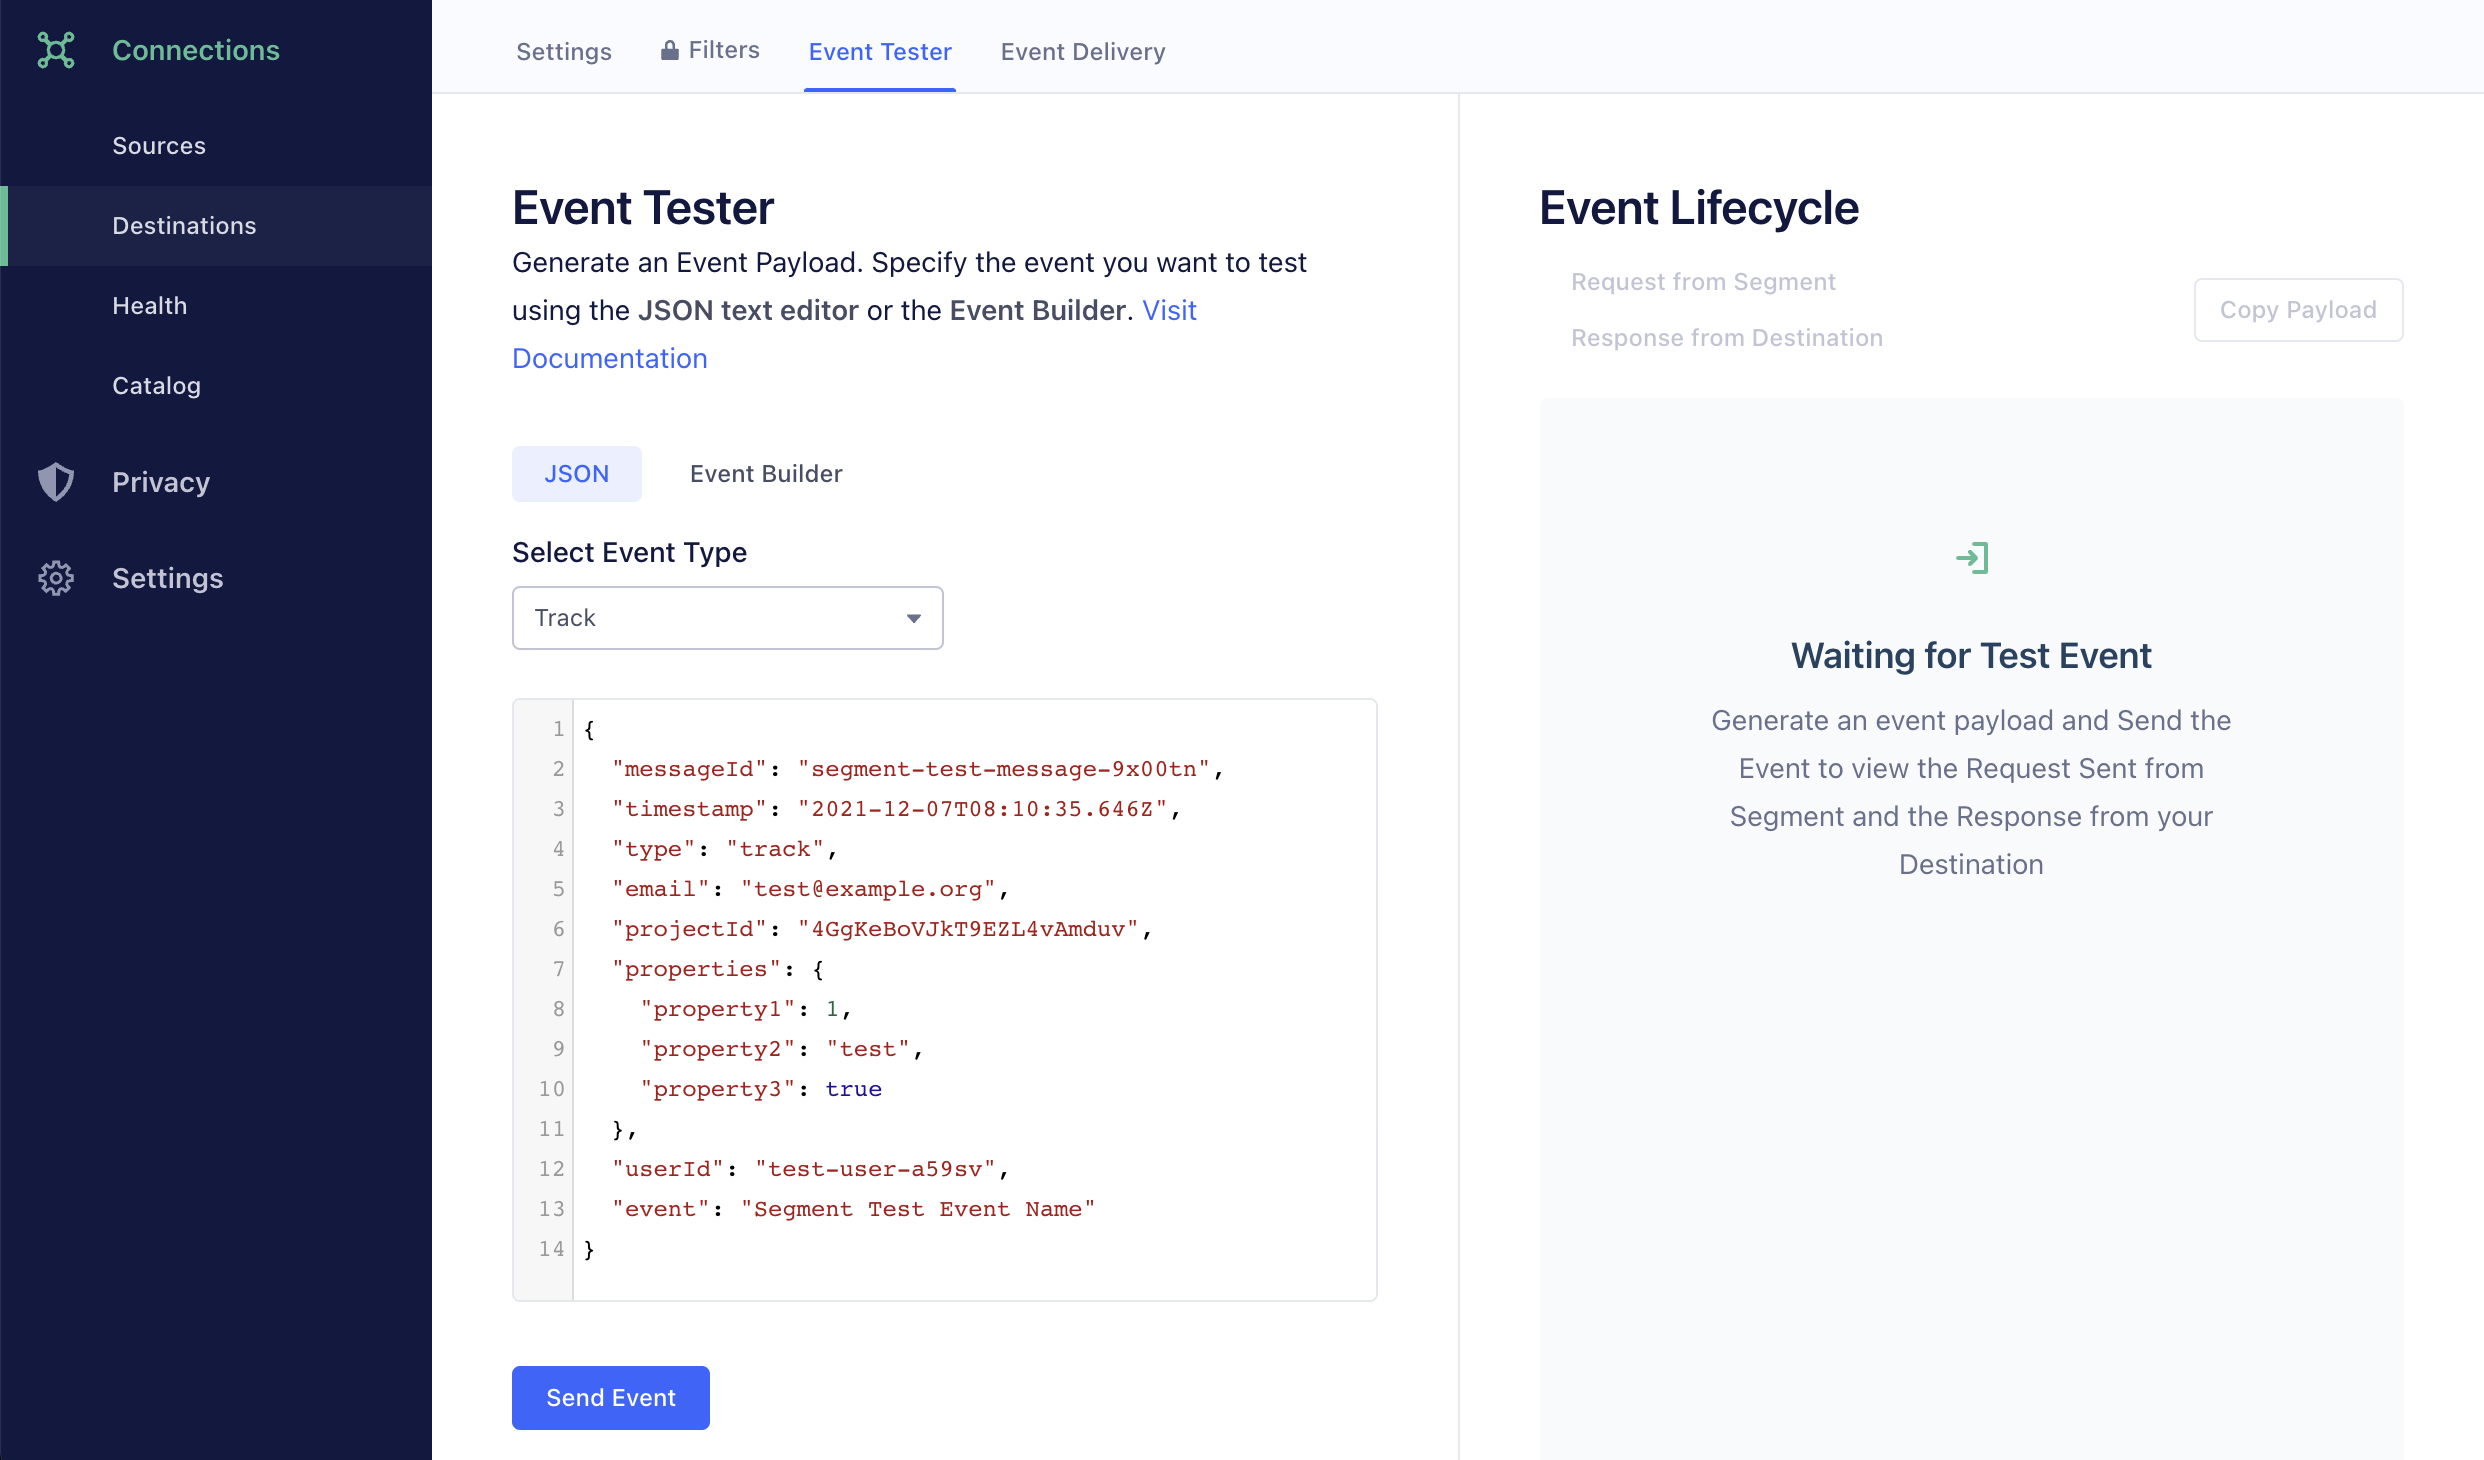 Connections
Sources
Destinations
Health
Catalog
Privacy
Settings
Settings
Filters
Event Tester
Event Delivery
Event Tester
Generate an Event Payload. Specify the event you want to test
using the JSON text editor or the Event Builder. Visit
Documentation
JSON
Event Builder
Select Event Type
Track
1 {
2 "messageId": "segment-test-message-9x00tn",
3 "timestamp": "2021-12-07T08:10:35.646Z",
4 "type": "track",
5 "email": "test@example.org",
6 "projectId": "4GgKeBoVJkT9EZL4vAmduv",
7 "properties": {
8 "property1": 1,
9 "property2": "test",
10 "property3": true
11 },
12 "userId": "test-user-a59sv",
13 "event": "Segment Test Event Name"
14 }
Send Event
Event Lifecycle
Request from Segment
Response from Destination
Copy Payload
Waiting for Test Event
Generate an event payload and Send the
Event to view the Request Sent from
Segment and the Response from your
Destination